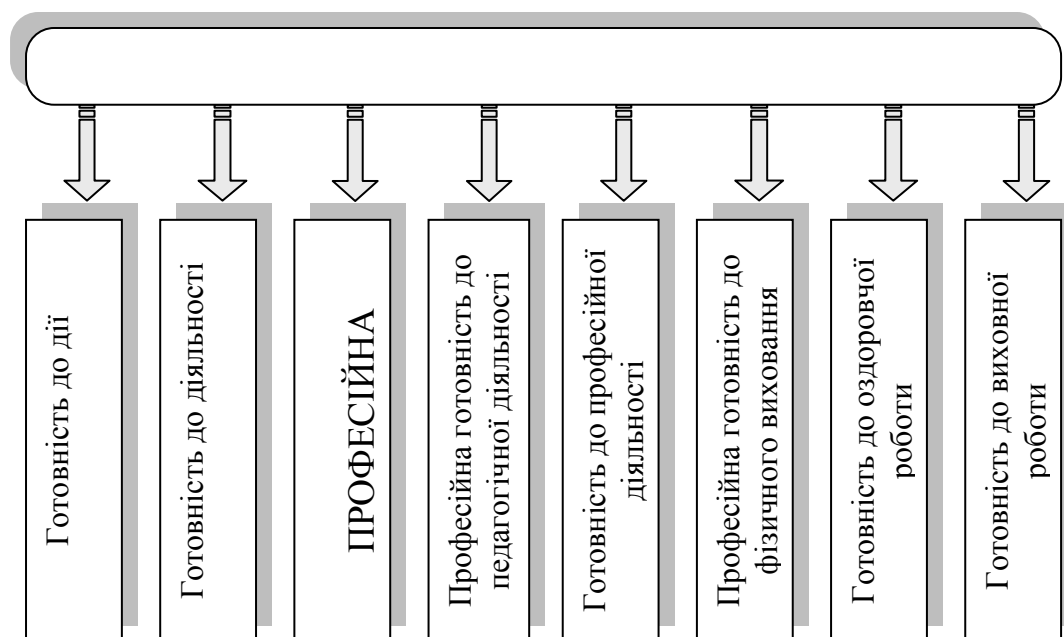 Готовність до дії
Готовність до діяльності
ПРОФЕСІЙНА
Професійна готовність до
педагогічної діяльності
Готовність до професійної
діяльності
Професійна готовність до
фізичного виховання
Готовність до оздоровчої
роботи
Готовність до виховної
роботи